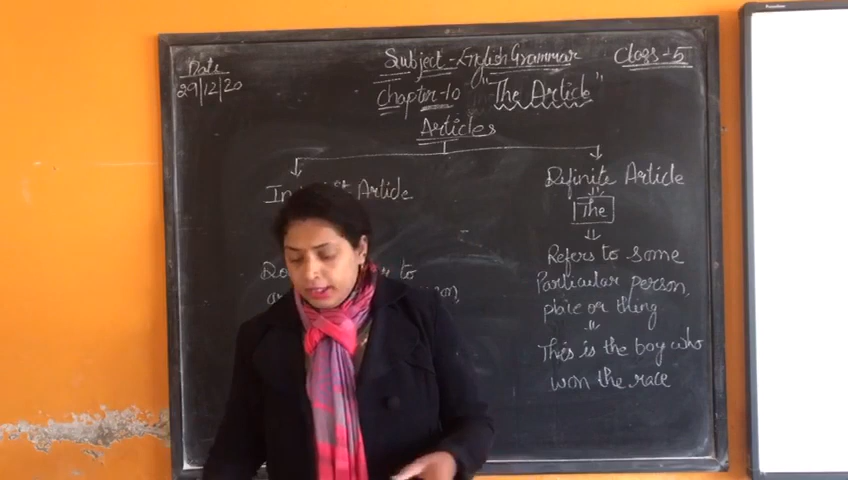 Date
29/12/20
Subject - English Grammar
Class - 5
Chapter-10 "The Article"
Articles
Article
Definite Article
The
to
Refers to some
Particular person,
place or thing
This is the boy who
won the race